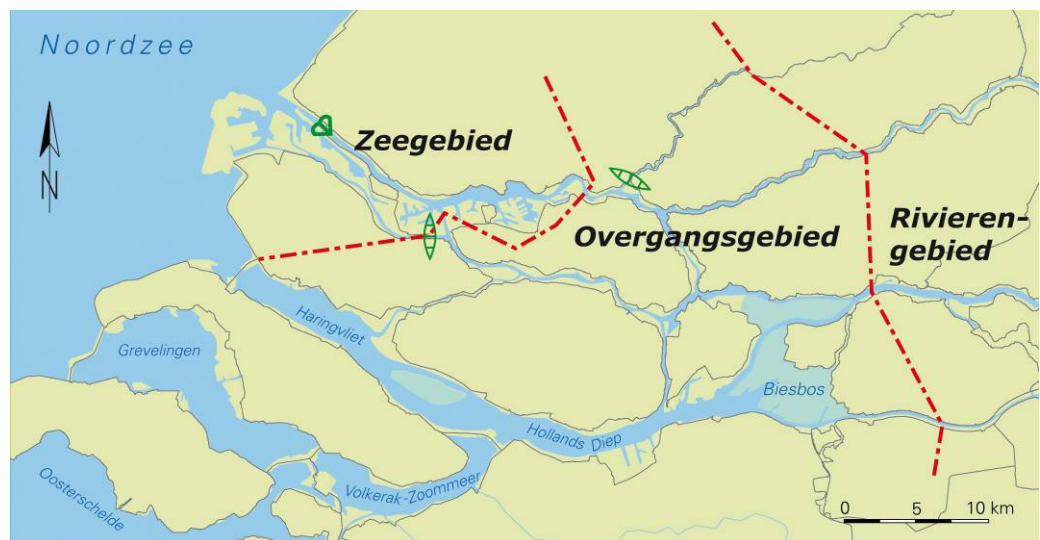 Noordzee
Zeegebied
N
Overgangsgebied
Rivieren-
gebied
Haringvliet
Grevelingen
Biesbos
Hollands Diep
Volkerak-Zoommeer
Oosterschelde
0 5 10 km